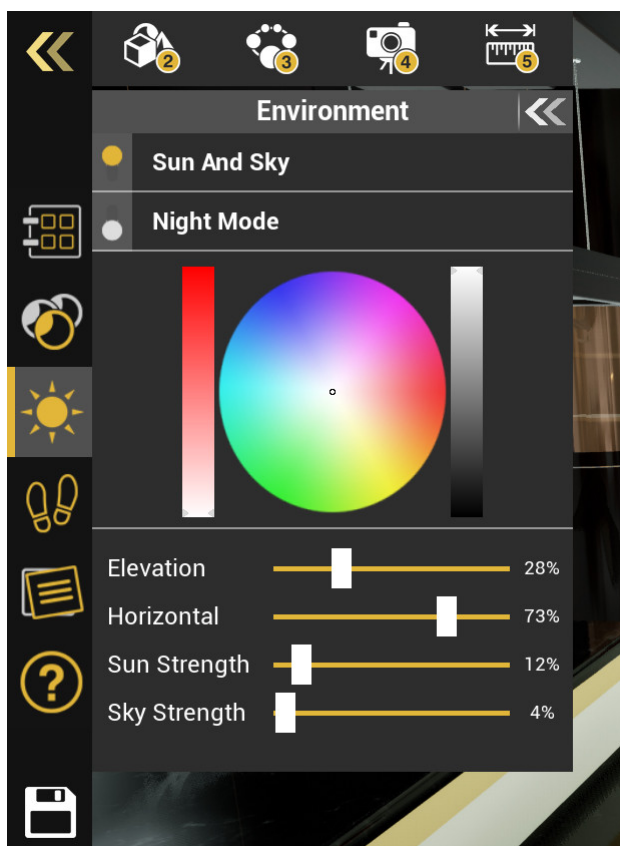 2
3
4
5
Environment
Sun And Sky
Night Mode
Elevation 28%
Horizontal 73%
Sun Strength 12%
Sky Strength 4%
?